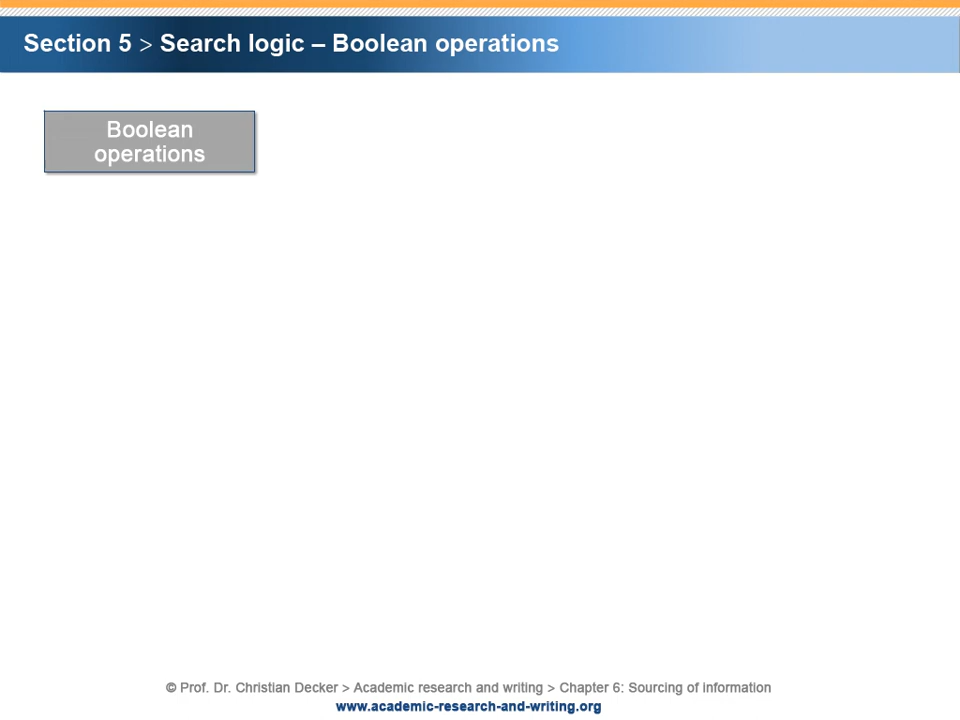 Section 5 > Search logic – Boolean operations
Boolean
operations
© Prof. Dr. Christian Decker > Academic research and writing > Chapter 6: Sourcing of information
www.academic-research-and-writing.org